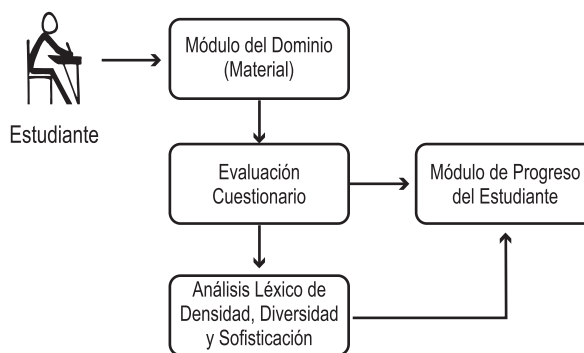 Estudiante
Módulo del Dominio
(Material)
Evaluación
Cuestionario
Módulo de Progreso
del Estudiante
Análisis Léxico de
Densidad, Diversidad
y Sofisticación